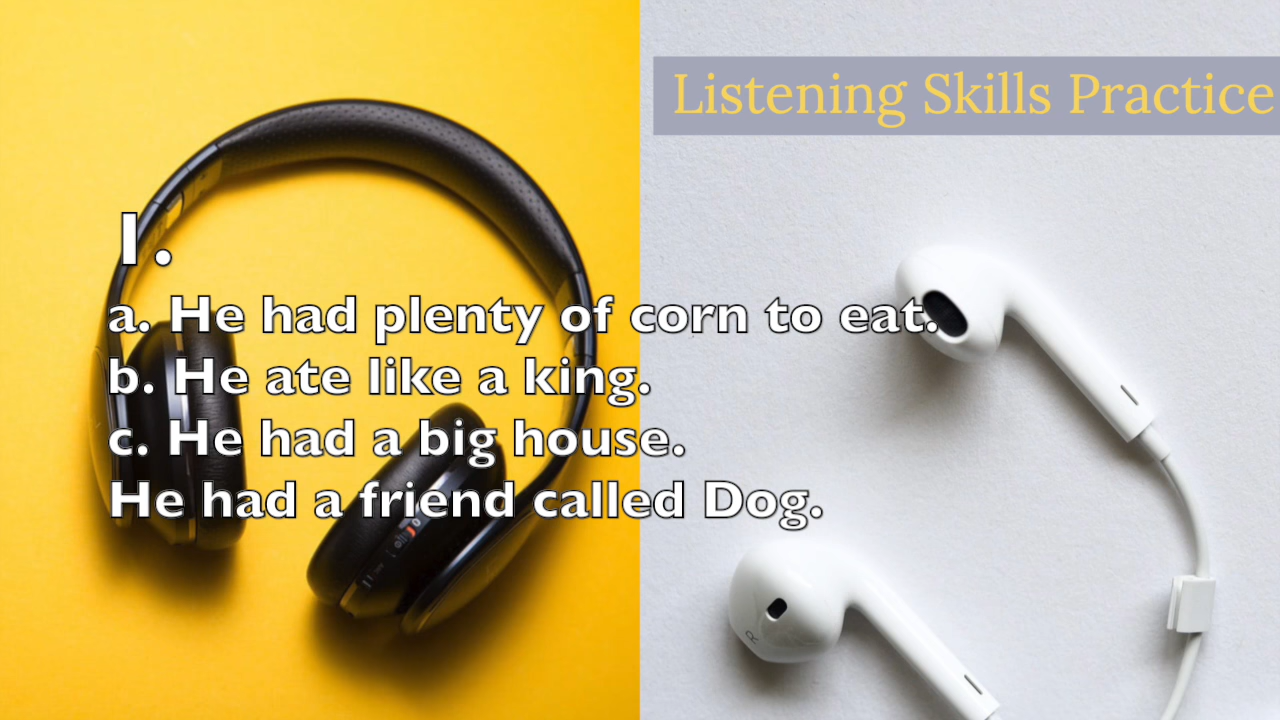 Listening Skills Practice
1.
a. He had plenty of corn to eat.
b. He ate like a king.
c. He had a big house.
He had a friend called Dog.